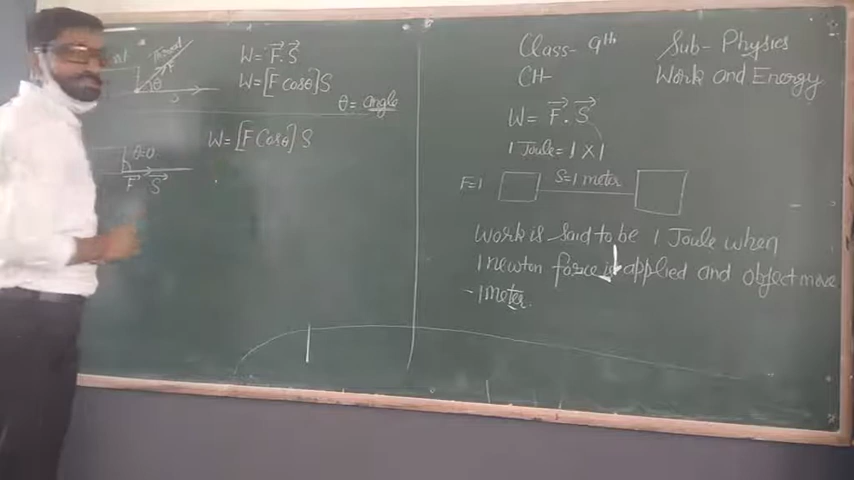 W = F⃗ . S⃗
W = [F Cosθ] S
F
θ
S
θ = angle
W = [F Cosθ] S
θ = 0
F⃗ S⃗
Class - 9th Sub - Physics
CH- Work and Energy
W = F⃗ . S⃗
1 Joule = 1 X 1
F = 1 S = 1 meter
Work is said to be 1 Joule when
1 newton force is applied and object move
- 1 meter.